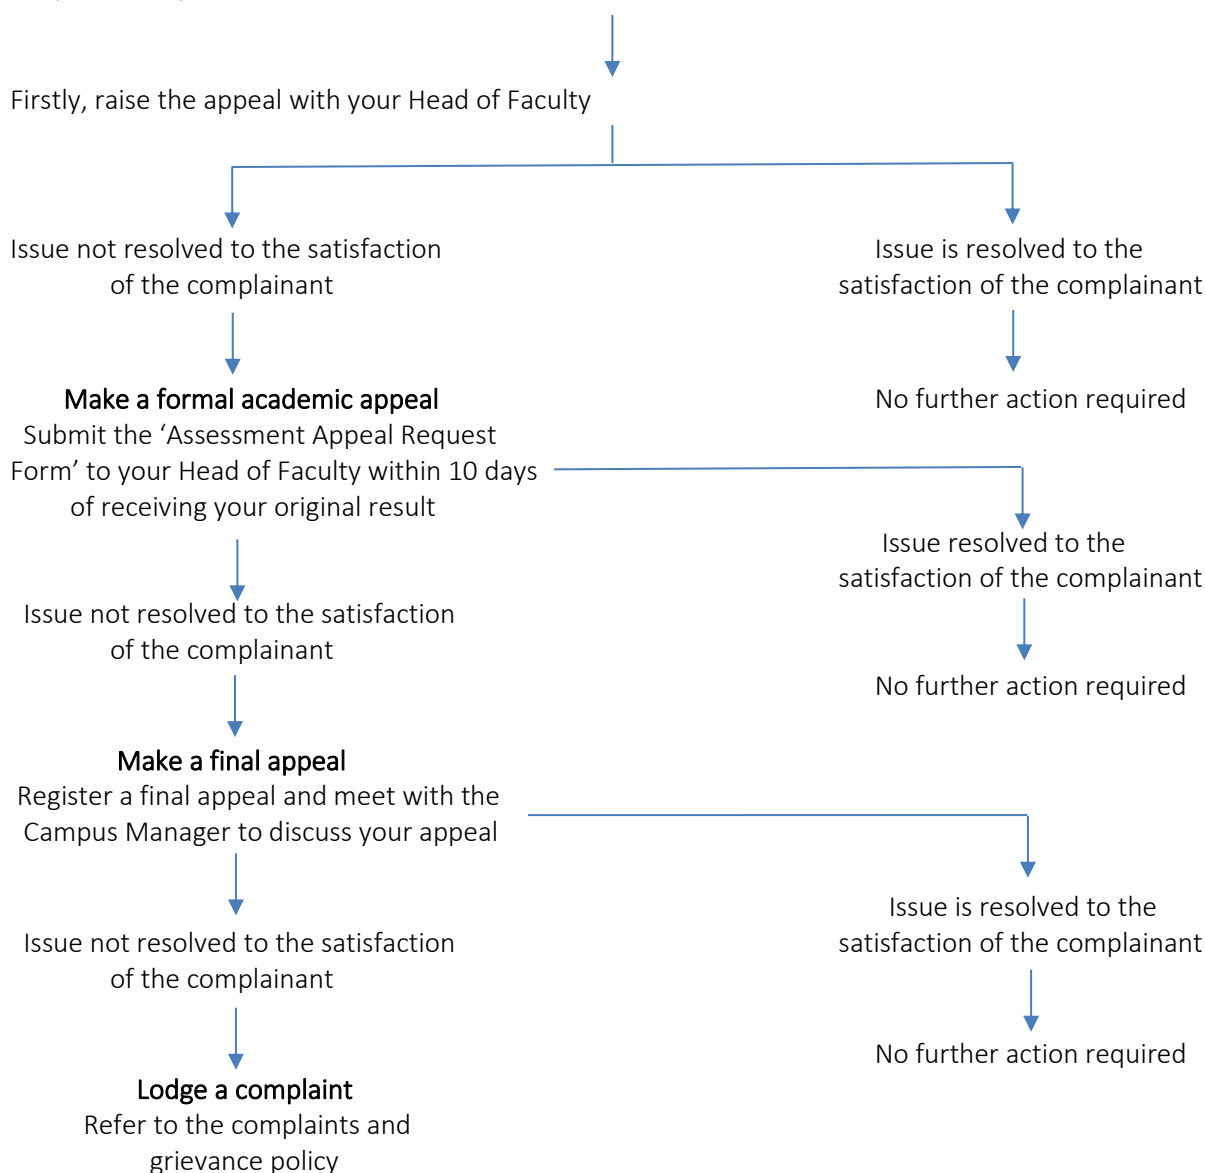 Firstly, raise the appeal with your Head of Faculty
Issue not resolved to the satisfaction
of the complainant
Issue is resolved to the
satisfaction of the complainant
Make a formal academic appeal
Submit the ‘Assessment Appeal Request
Form’ to your Head of Faculty within 10 days
of receiving your original result
No further action required
Issue resolved to the
satisfaction of the complainant
Issue not resolved to the satisfaction
of the complainant
No further action required
Make a final appeal
Register a final appeal and meet with the
Campus Manager to discuss your appeal
Issue is resolved to the
satisfaction of the complainant
Issue not resolved to the satisfaction
of the complainant
No further action required
Lodge a complaint
Refer to the complaints and
grievance policy